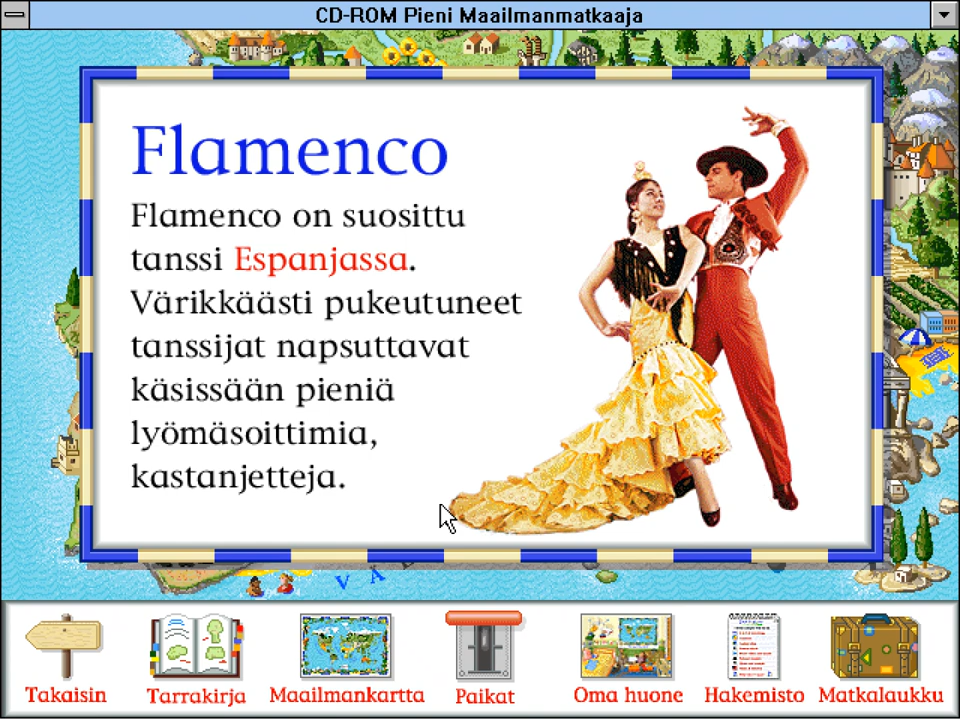 CD-ROM Pieni Maailmanmatkaaja
Flamenco
Flamenco on suosittu
tanssi Espanjassa.
Värikkäästi pukeutuneet
tanssijat napsuttavat
käsissään pieniä
lyömäsoittimia,
kastanjetteja.
V Ä
Takaisin
Tarrakirja
Maailmankartta
Paikat
Oma huone
Hakemisto
Matkalaukku